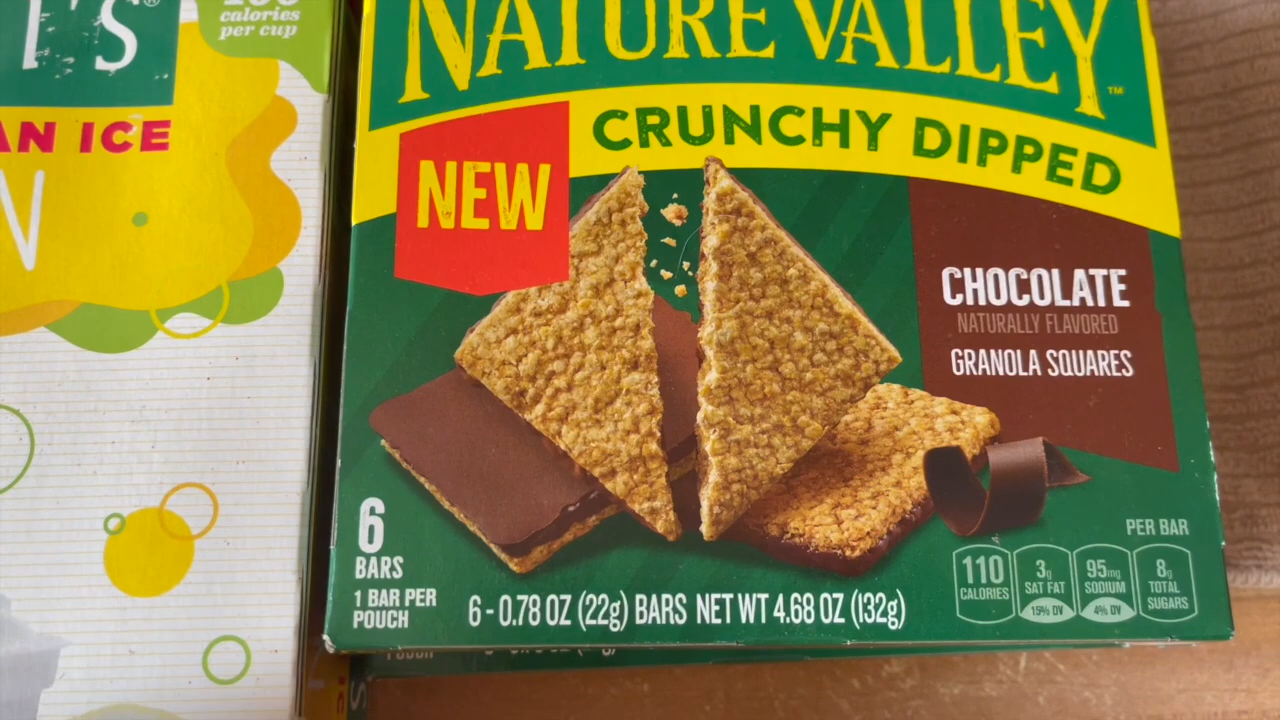 'S
calories
per cup
AN ICE
N
NATURE VALLEY™
CRUNCHY DIPPED
NEW
CHOCOLATE
NATURALLY FLAVORED
GRANOLA SQUARES
6
BARS
1 BAR PER
POUCH
6 - 0.78 OZ (22g) BARS NET WT 4.68 OZ (132g)
PER BAR
110
CALORIES
3g
SAT FAT
15% DV
95mg
SODIUM
4% DV
8g
TOTAL
SUGARS
POUCH